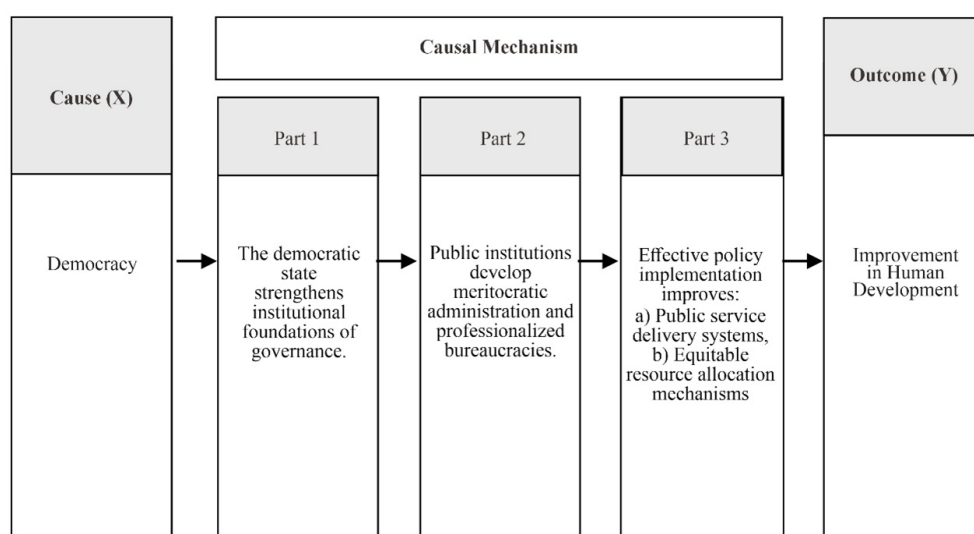 Causal Mechanism
Cause (X)
Outcome (Y)
Part 1
Part 2
Part 3
Democracy
The democratic
state
strengthens
institutional
foundations of
governance.
Public institutions
develop
meritocratic
administration and
professionalized
bureaucracies.
Effective policy
implementation
improves:
a) Public service
delivery systems,
b) Equitable
resource allocation
mechanisms
Improvement
in Human
Development